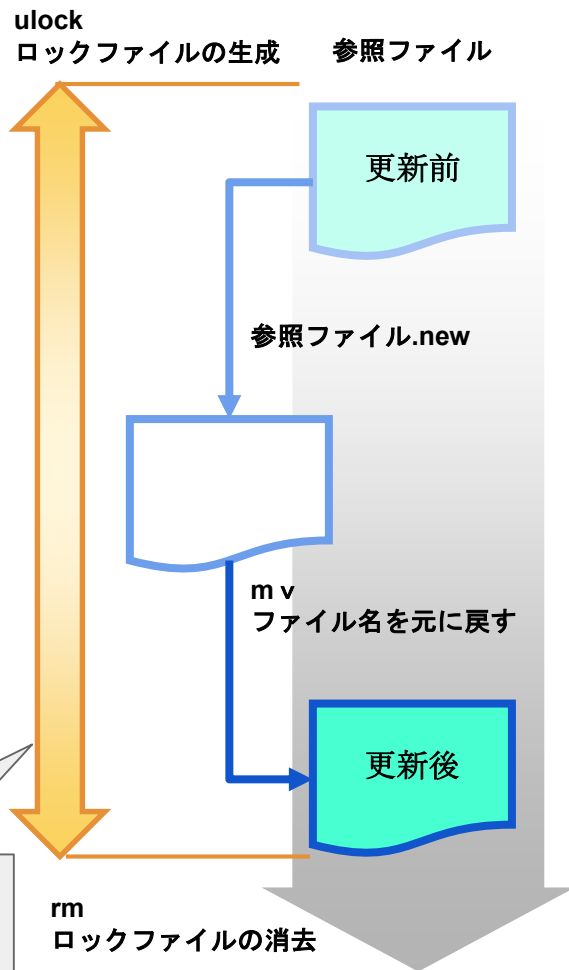 ulock
ロックファイルの生成
参照ファイル
更新前
参照ファイル.new
mv
ファイル名を元に戻す
更新後
rm
ロックファイルの消去